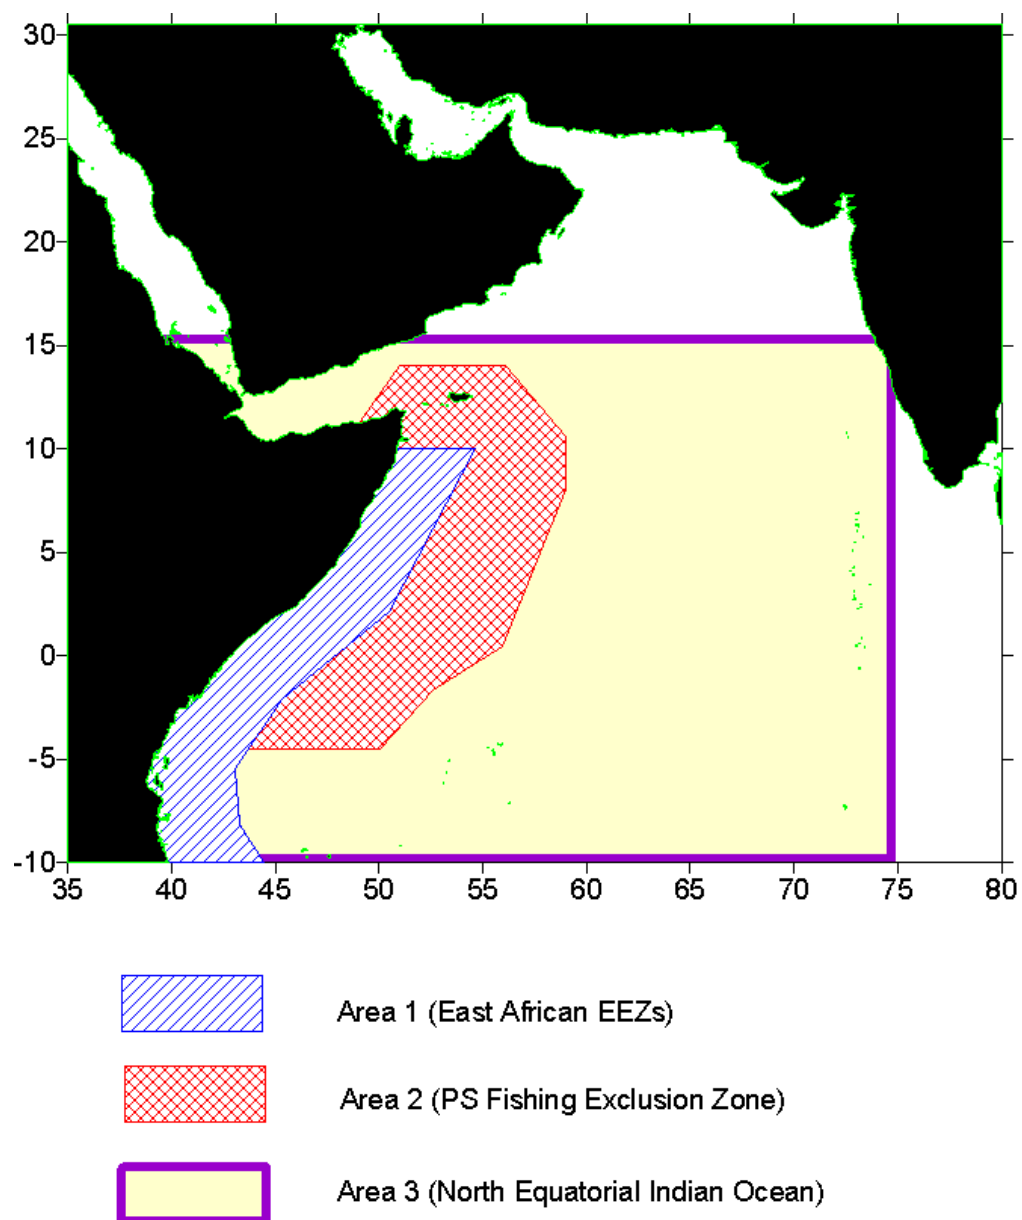 30
25
20
15
10
5
0
-5
-10
35 40 45 50 55 60 65 70 75 80
Area 1 (East African EEZs)
Area 2 (PS Fishing Exclusion Zone)
Area 3 (North Equatorial Indian Ocean)